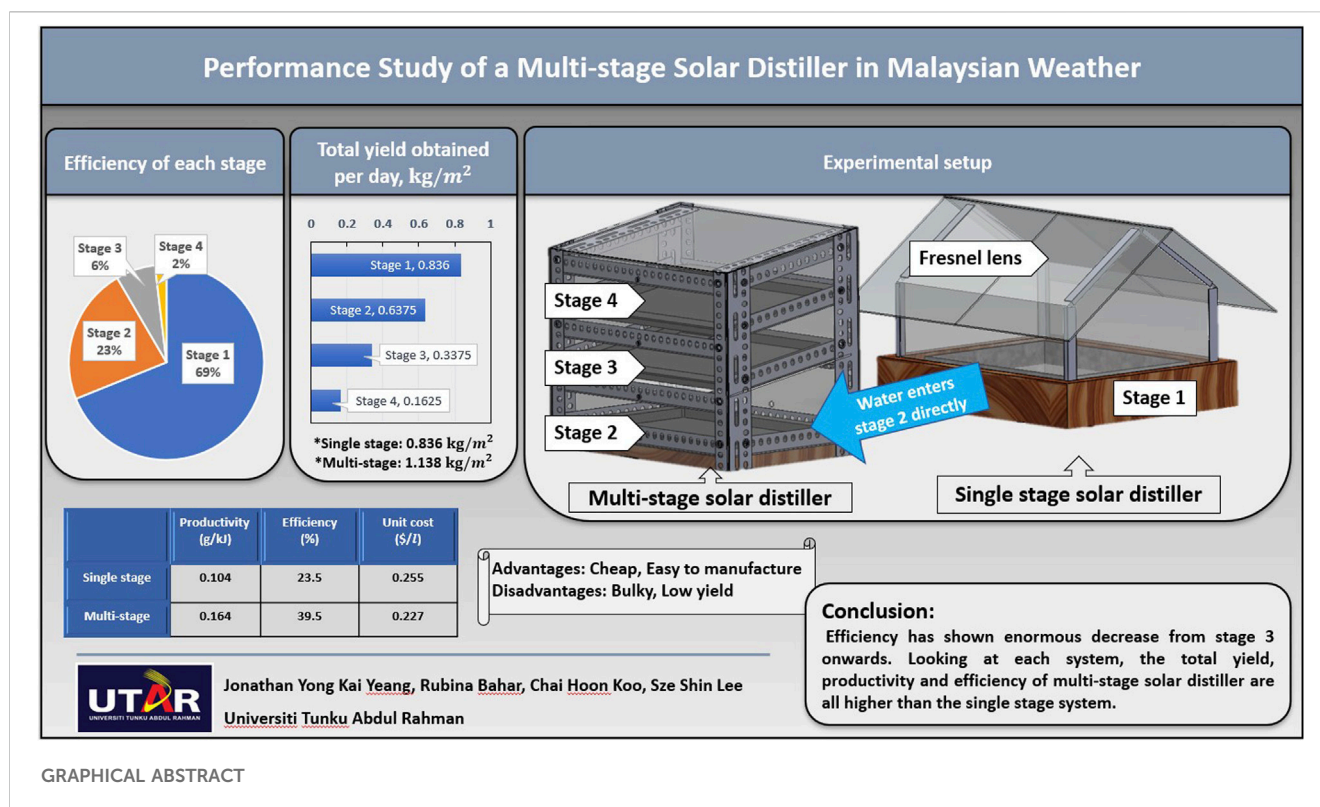 Performance Study of a Multi-stage Solar Distiller in Malaysian Weather
Efficiency of each stage
Stage 3
6%
Stage 4
2%
Stage 2
23%
Stage 1
69%
Total yield obtained
per day, kg/m²
0 0.2 0.4 0.6 0.8 1
Stage 1, 0.836
Stage 2, 0.6375
Stage 3, 0.3375
Stage 4, 0.1625
*Single stage: 0.836 kg/m²
*Multi-stage: 1.138 kg/m²
Experimental setup
Stage 4
Stage 3
Stage 2
Multi-stage solar distiller
Water enters
stage 2 directly
Fresnel lens
Stage 1
Single stage solar distiller
Productivity
(g/kJ)
Efficiency
(%)
Unit cost
($/l)
Single stage 0.104 23.5 0.255
Multi-stage 0.164 39.5 0.227
Advantages: Cheap, Easy to manufacture
Disadvantages: Bulky, Low yield
Conclusion:
Efficiency has shown enormous decrease from stage 3
onwards. Looking at each system, the total yield,
productivity and efficiency of multi-stage solar distiller are
all higher than the single stage system.
UTAR
UNIVERSITI TUNKU ABDUL RAHMAN
Jonathan Yong Kai Yeang, Rubina Bahar, Chai Hoon Koo, Sze Shin Lee
Universiti Tunku Abdul Rahman
GRAPHICAL ABSTRACT